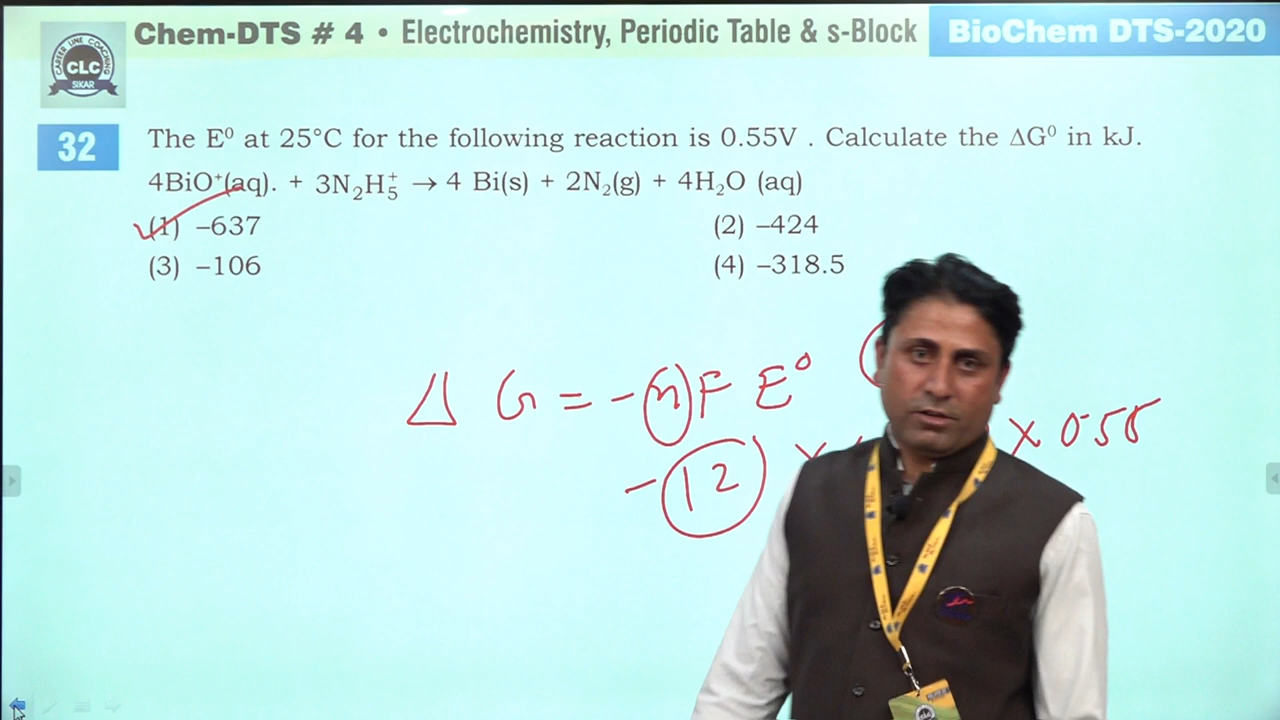 Chem-DTS # 4 • Electrochemistry, Periodic Table & s-Block
BioChem DTS-2020
CAREER LINE COACHING
CLC
SIKAR
32
The E⁰ at 25°C for the following reaction is 0.55V . Calculate the ΔG⁰ in kJ.
4BiO⁺(aq). + 3N₂H₅⁺ → 4 Bi(s) + 2N₂(g) + 4H₂O (aq)
(1) –637
(2) –424
(3) –106
(4) –318.5
Δ G = -nFE⁰
-12 × × 0.55
CLC